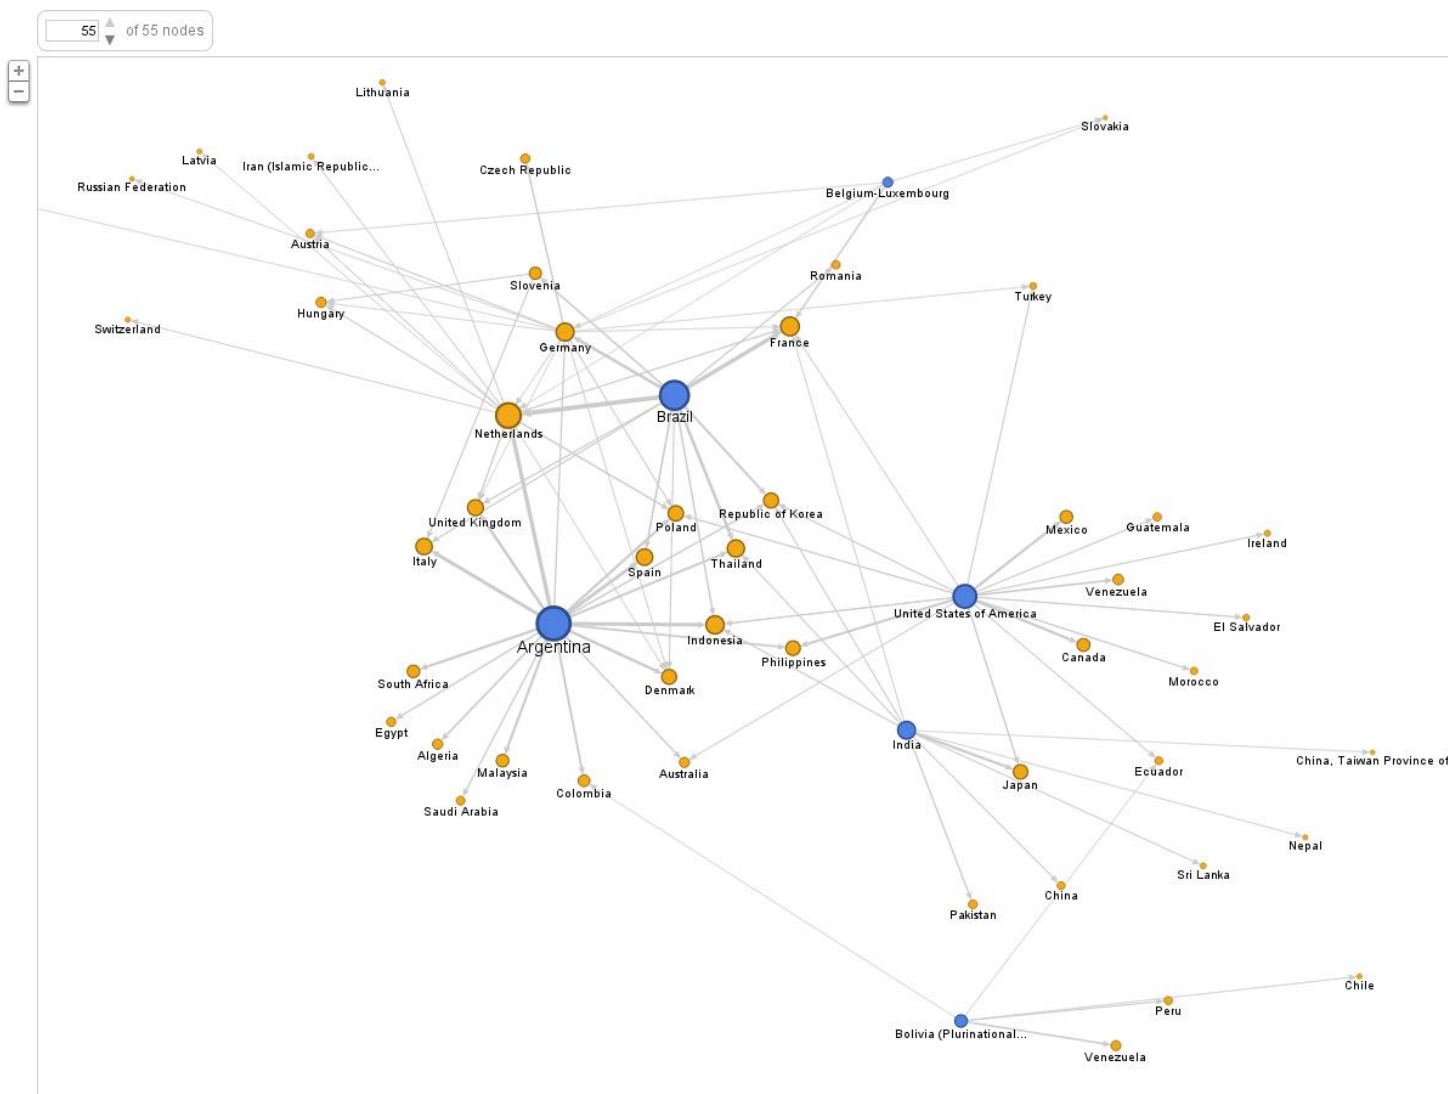 55 of 55 nodes
+
−
Lithuania
Slovakia
Latvia
Iran (Islamic Republic...
Czech Republic
Russian Federation
Belgium-Luxembourg
Austria
Romania
Slovenia
Turkey
Hungary
Switzerland
Germany
France
Brazil
Netherlands
United Kingdom
Poland
Republic of Korea
Mexico
Guatemala
Ireland
Italy
Spain
Thailand
Venezuela
United States of America
El Salvador
Argentina
Indonesia
Philippines
Canada
South Africa
Denmark
Morocco
Egypt
India
Algeria
Malaysia
Australia
Japan
Ecuador
China, Taiwan Province of
Colombia
Saudi Arabia
Nepal
Sri Lanka
China
Pakistan
Chile
Peru
Bolivia (Plurinational...
Venezuela